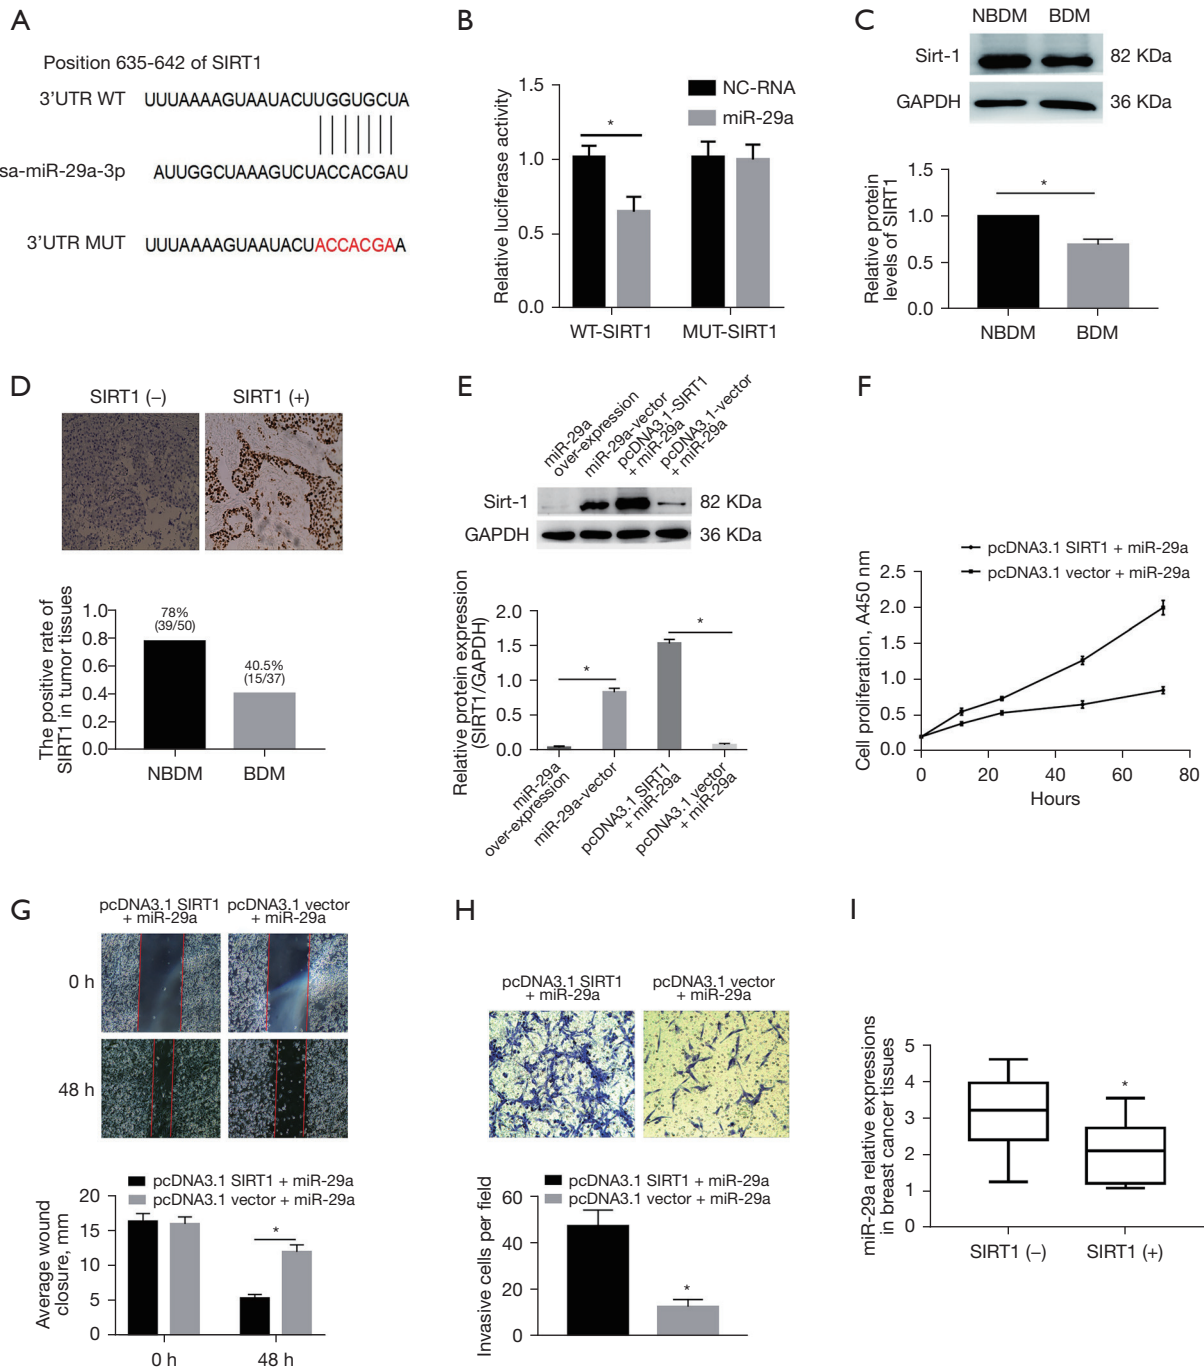 A
Position 635-642 of SIRT1
3'UTR WT UUUAAAAGUAAUACUUGGUGCUA
sa-miR-29a-3p AUUGGCUAAAGUCUACCACGAU
3'UTR MUT UUUAAAAGUAAUACUACCACGAA
B
Relative luciferase activity
1.5
1.0
0.5
0.0
NC-RNA
miR-29a
*
WT-SIRT1 MUT-SIRT1
C
NBDM BDM
Sirt-1 82 KDa
GAPDH 36 KDa
Relative protein
levels of SIRT1
1.5
1.0
0.5
0.0
*
NBDM BDM
D
SIRT1 (–) SIRT1 (+)
The positive rate of
SIRT1 in tumor tissues
1.0
0.8
0.6
0.4
0.2
0.0
78%
(39/50)
40.5%
(15/37)
NBDM BDM
E
miR-29a
over-expression
miR-29a-vector
pcDNA3.1-SIRT1
+ miR-29a
pcDNA3.1-vector
+ miR-29a
Sirt-1 82 KDa
GAPDH 36 KDa
Relative protein expression
(SIRT1/GAPDH)
2.0
1.5
1.0
0.5
0.0
*
*
miR-29a
over-expression
miR-29a-vector
pcDNA3.1 SIRT1
+ miR-29a
pcDNA3.1 vector
+ miR-29a
F
pcDNA3.1 SIRT1 + miR-29a
pcDNA3.1 vector + miR-29a
Cell proliferation, A450 nm
2.5
2.0
1.5
1.0
0.5
0.0
0 20 40 60 80
Hours
G
pcDNA3.1 SIRT1
+ miR-29a
pcDNA3.1 vector
+ miR-29a
0 h
48 h
pcDNA3.1 SIRT1 + miR-29a
pcDNA3.1 vector + miR-29a
Average wound
closure, mm
20
15
10
5
0
*
0 h 48 h
H
pcDNA3.1 SIRT1
+ miR-29a
pcDNA3.1 vector
+ miR-29a
pcDNA3.1 SIRT1 + miR-29a
pcDNA3.1 vector + miR-29a
Invasive cells per field
60
40
20
0
*
I
miR-29a relative expressions
in breast cancer tissues
5
4
3
2
1
0
*
SIRT1 (–) SIRT1 (+)